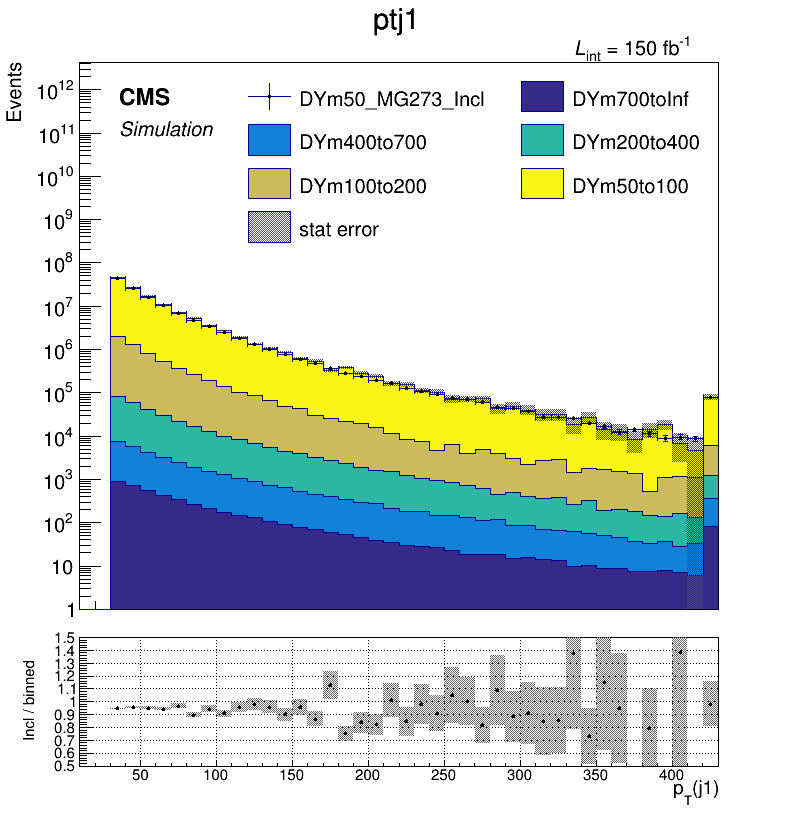 ptj1
L_int = 150 fb^-1
Events
CMS
Simulation
DYm50_MG273_Incl
DYm700toInf
DYm400to700
DYm200to400
DYm100to200
DYm50to100
stat error
10^12
10^11
10^10
10^9
10^8
10^7
10^6
10^5
10^4
10^3
10^2
10
1
Incl / binned
1.5
1.4
1.3
1.2
1.1
1
0.9
0.8
0.7
0.6
0.5
50 100 150 200 250 300 350 400
p_T(j1)